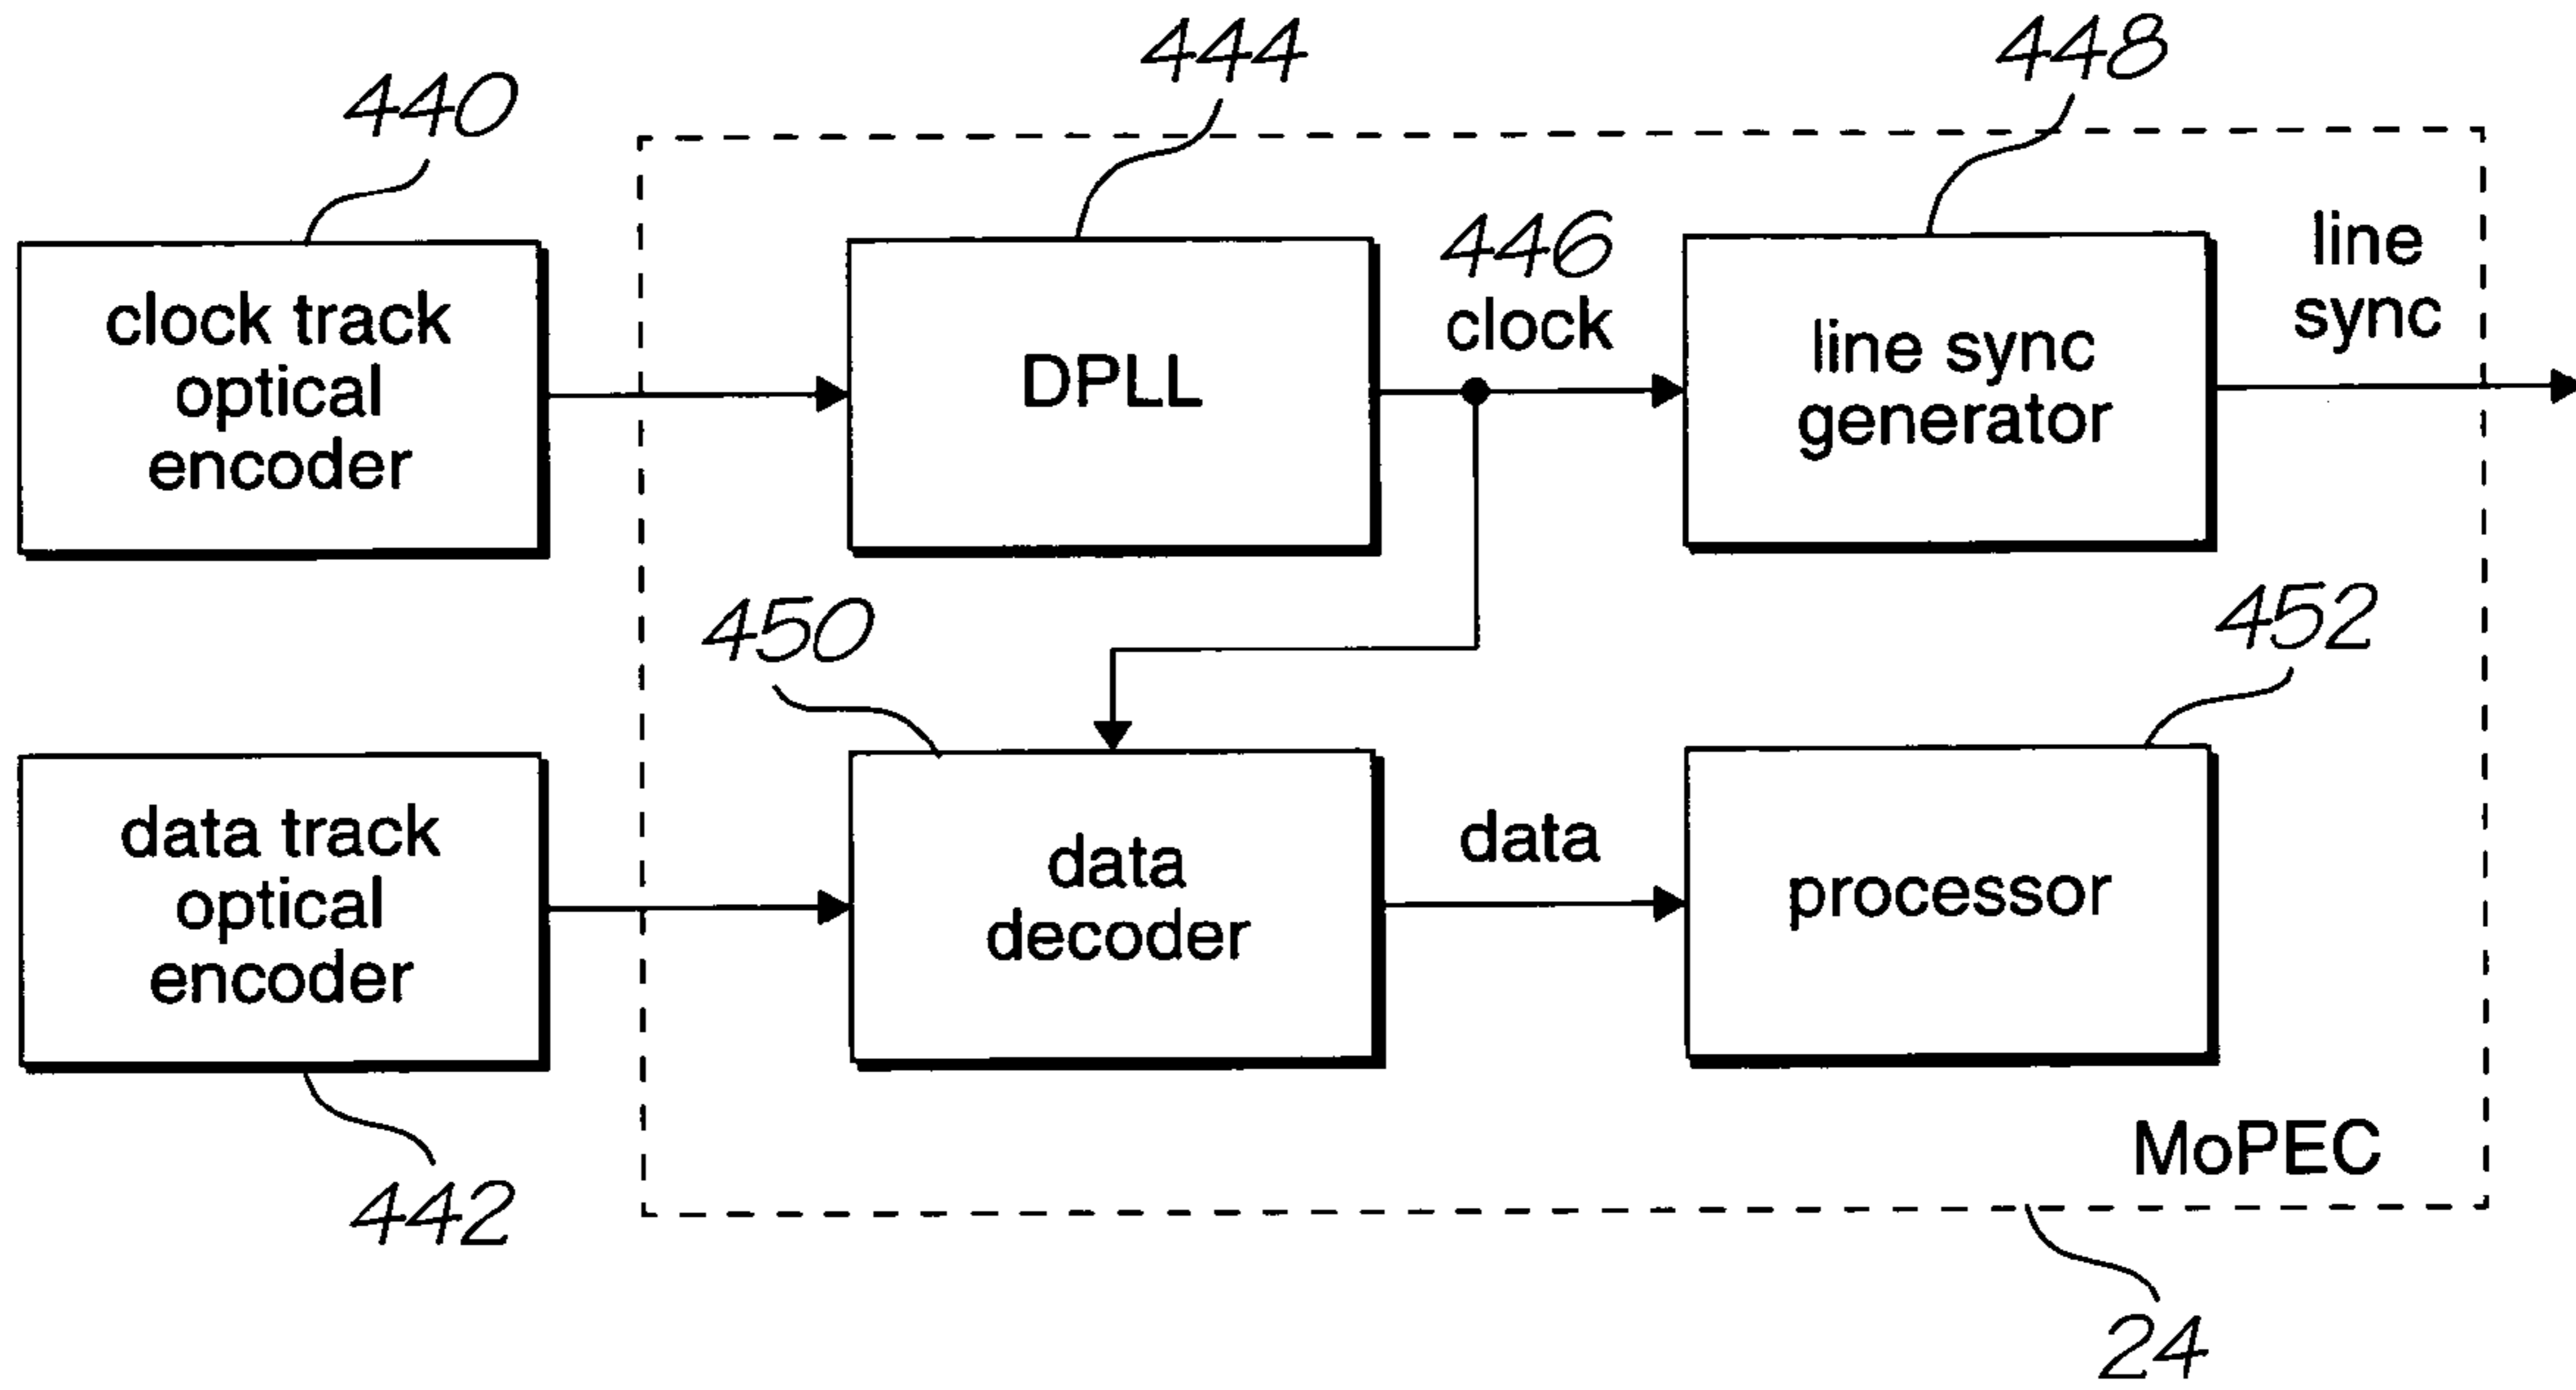 440
444
448
446
clock track
optical
encoder
DPLL
clock
line sync
generator
line
sync
450
452
data track
optical
encoder
data
decoder
data
processor
MoPEC
442
24